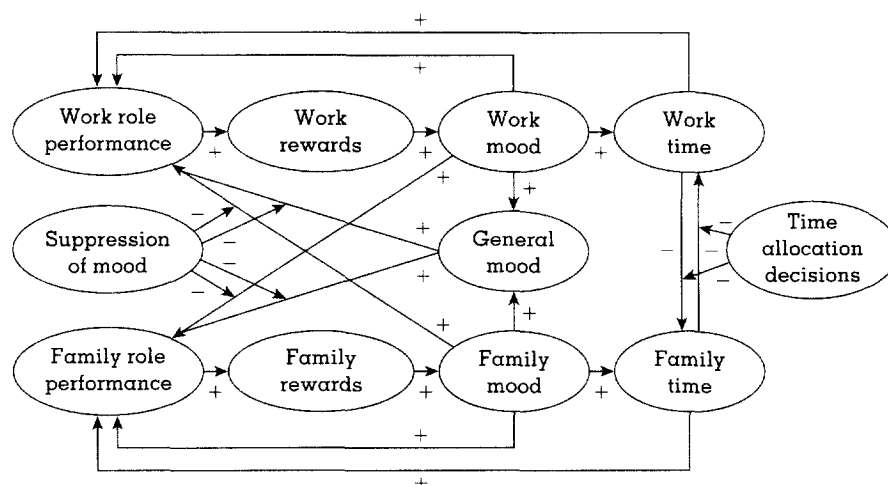 +
+
Work role
performance
+
Work
rewards
+
Work
mood
+
Work
time
+
+
+
Suppression
of mood
−
−
−
−
+
+
General
mood
−
−
−
−
Time
allocation
decisions
+
+
Family role
performance
+
Family
rewards
+
Family
mood
+
Family
time
+
+